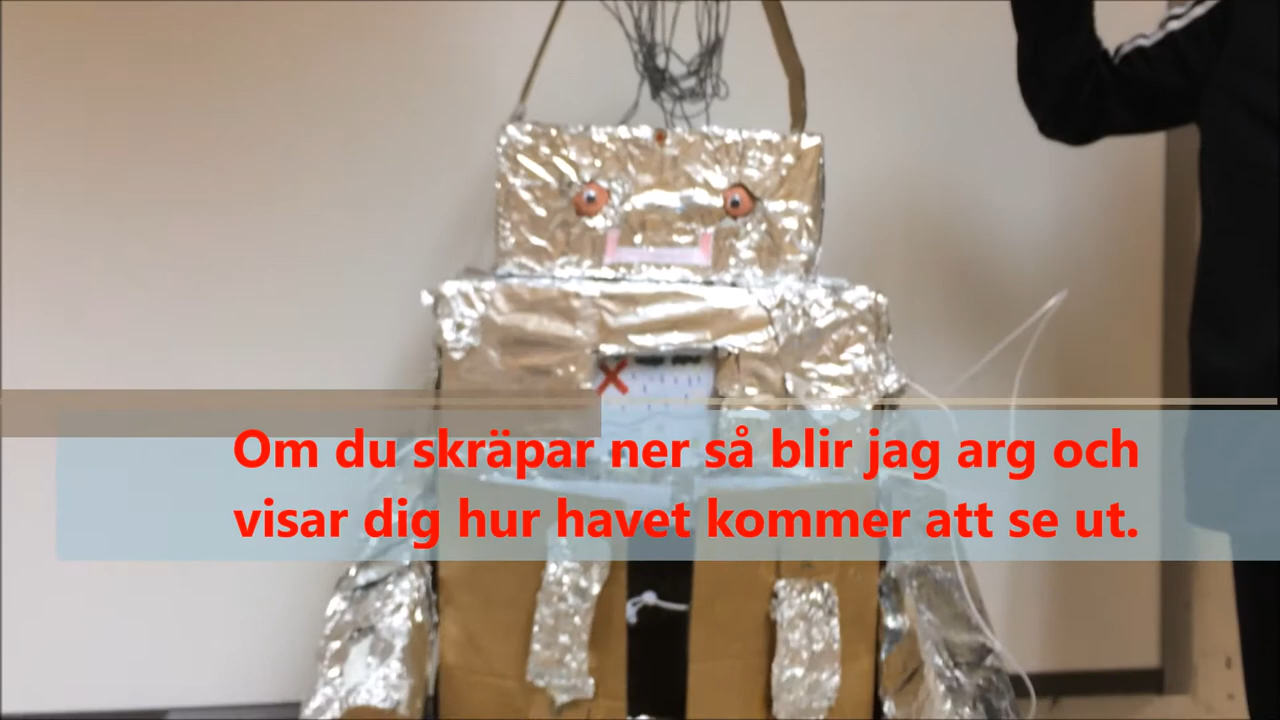 Om du skräpar ner så blir jag arg och
visar dig hur havet kommer att se ut.